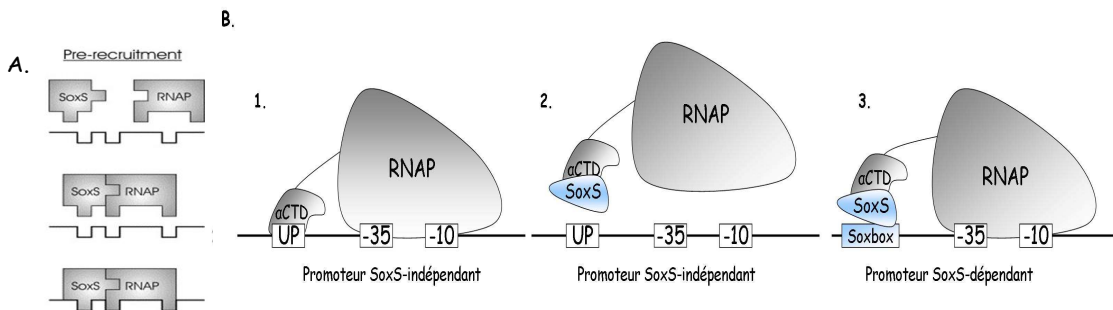 A.
Pre-recruitment
SoxS RNAP
SoxS RNAP
SoxS RNAP
B.
1.
RNAP
αCTD
UP -35 -10
Promoteur SoxS-indépendant
2.
RNAP
αCTD
SoxS
UP -35 -10
Promoteur SoxS-indépendant
3.
RNAP
αCTD
SoxS
Soxbox -35 -10
Promoteur SoxS-dépendant